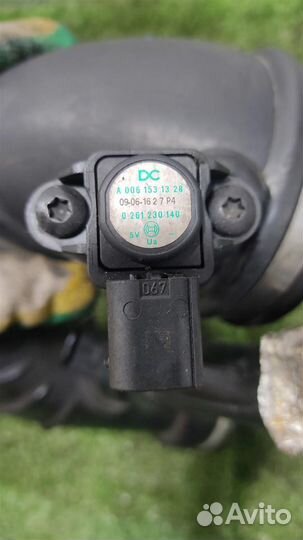 DC
A 006 153 13 28
09-06-16 2 7 P4
0 261 230 140
5V Ua
067
Avito